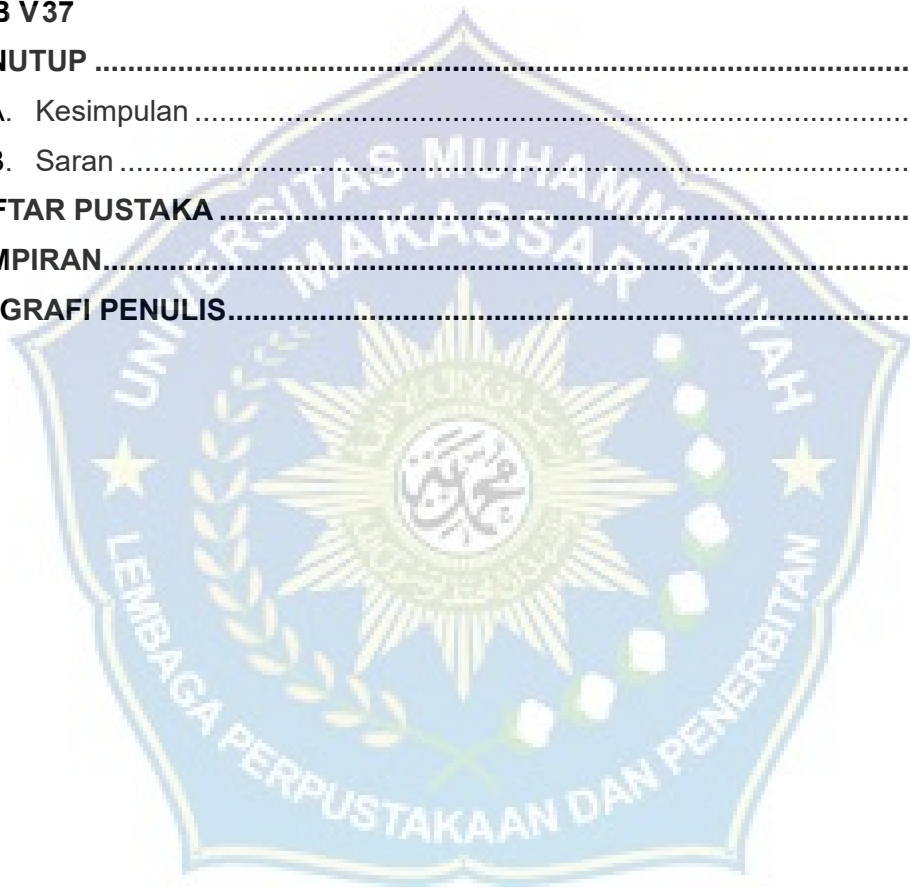 B V37
NUTUP ....................................................................................................
A. Kesimpulan .......................................................................................
B. Saran ................................................................................................
FTAR PUSTAKA ....................................................................................
MPIRAN..................................................................................................
GRAFI PENULIS...................................................................................
UNIVERSITAS MUHAMMADIYAH
MAKASSAR
LEMBAGA PERPUSTAKAAN DAN PENERBITAN